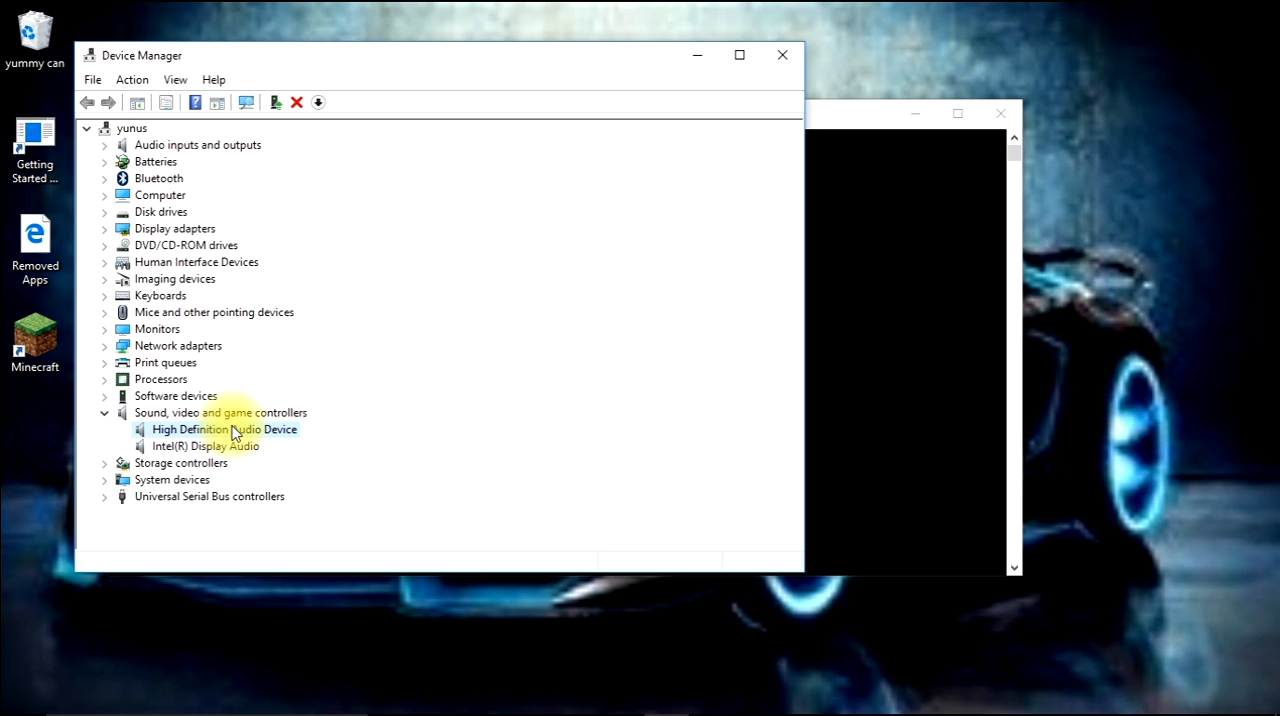 yummy can
Getting
Started ...
Removed
Apps
Minecraft
Device Manager
File Action View Help
yunus
Audio inputs and outputs
Batteries
Bluetooth
Computer
Disk drives
Display adapters
DVD/CD-ROM drives
Human Interface Devices
Imaging devices
Keyboards
Mice and other pointing devices
Monitors
Network adapters
Print queues
Processors
Software devices
Sound, video and game controllers
High Definition Audio Device
Intel(R) Display Audio
Storage controllers
System devices
Universal Serial Bus controllers